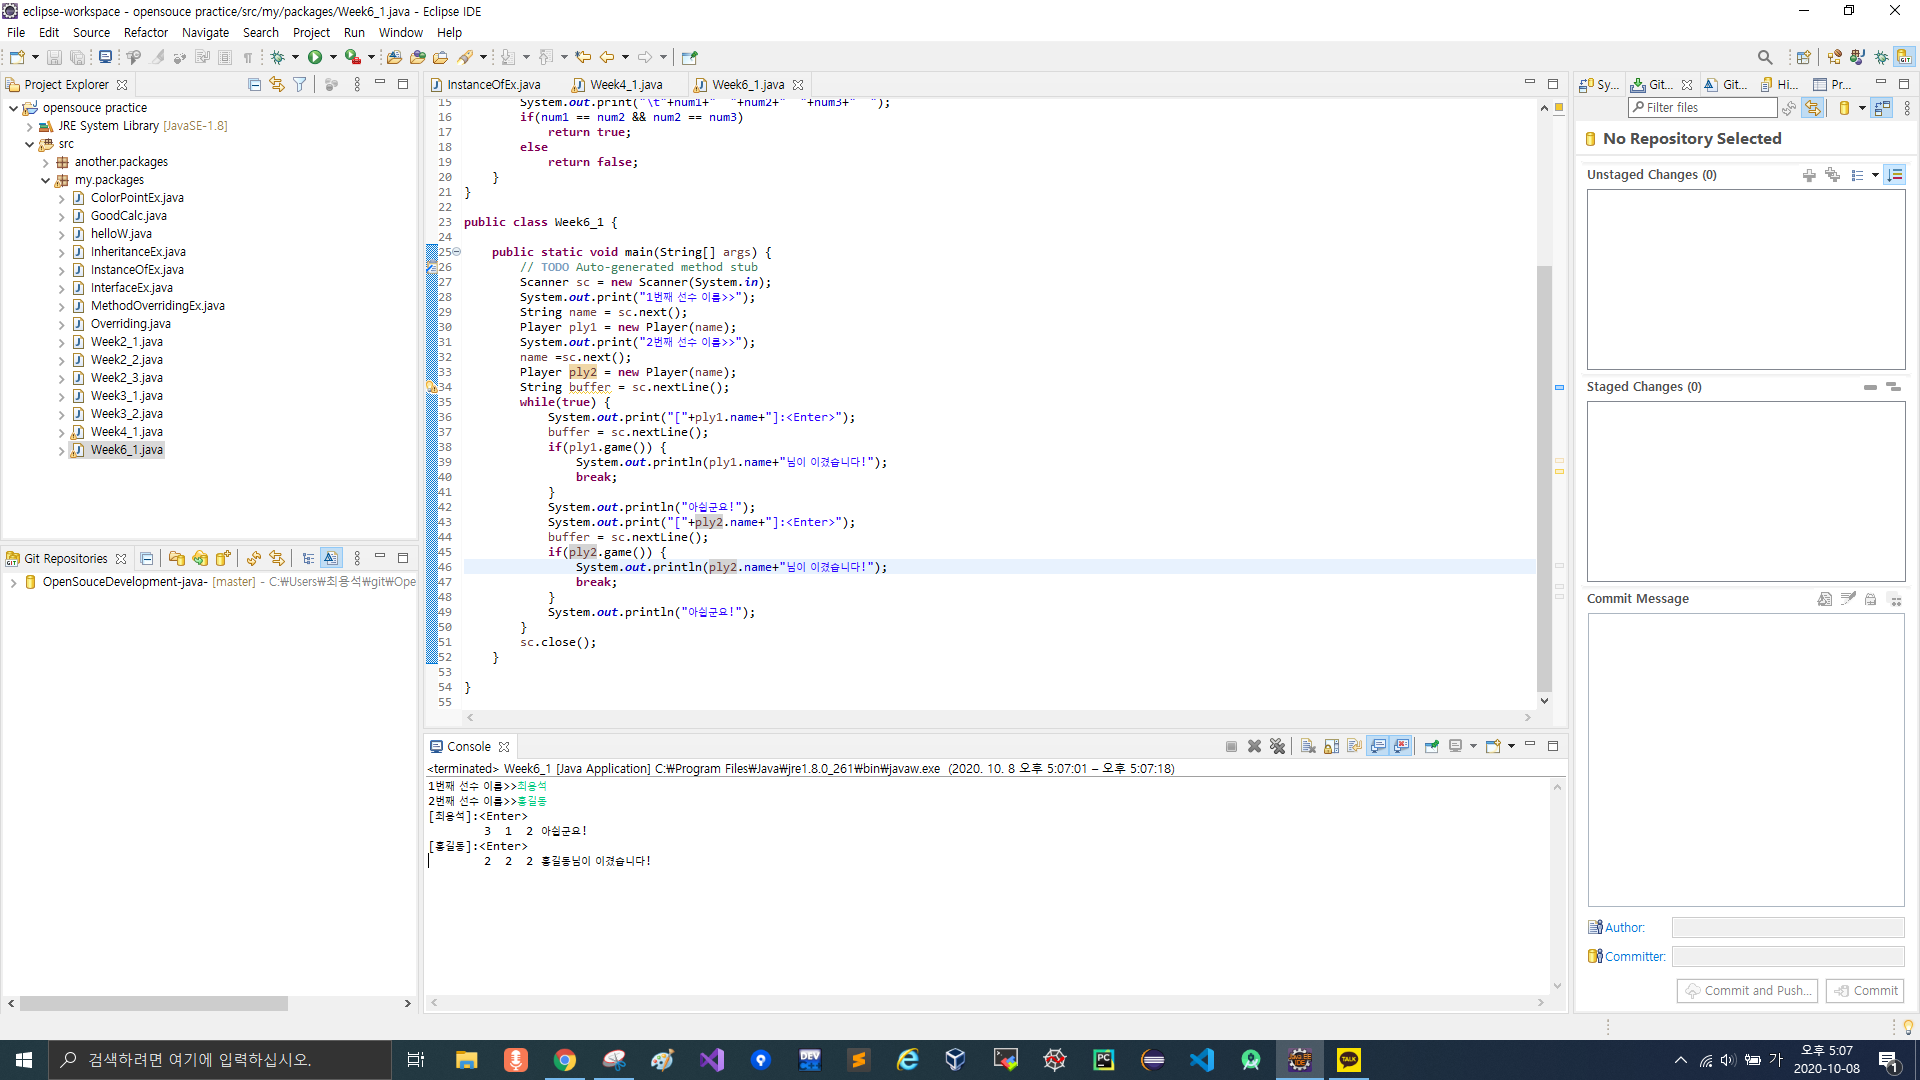 eclipse-workspace - opensouce practice/src/my/packages/Week6_1.java - Eclipse IDE
File Edit Source Refactor Navigate Search Project Run Window Help
Project Explorer
opensouce practice
JRE System Library [JavaSE-1.8]
src
another.packages
my.packages
ColorPointEx.java
GoodCalc.java
helloW.java
InheritanceEx.java
InstanceOfEx.java
InterfaceEx.java
MethodOverridingEx.java
Overriding.java
Week2_1.java
Week2_2.java
Week2_3.java
Week3_1.java
Week3_2.java
Week4_1.java
Week6_1.java
Git Repositories
OpenSouceDevelopment-java- [master] - C:₩Users₩최용석₩git₩Ope
InstanceOfEx.java Week4_1.java Week6_1.java
15 System.out.print("\t"+num1+"  "+num2+"  "+num3+"  ");
16 if(num1 == num2 && num2 == num3)
17 return true;
18 else
19 return false;
20 }
21 }
22
23 public class Week6_1 {
24
25 public static void main(String[] args) {
26 // TODO Auto-generated method stub
27 Scanner sc = new Scanner(System.in);
28 System.out.print("1번째 선수 이름>>");
29 String name = sc.next();
30 Player ply1 = new Player(name);
31 System.out.print("2번째 선수 이름>>");
32 name =sc.next();
33 Player ply2 = new Player(name);
34 String buffer = sc.nextLine();
35 while(true) {
36 System.out.print("["+ply1.name+"]:<Enter>");
37 buffer = sc.nextLine();
38 if(ply1.game()) {
39 System.out.println(ply1.name+"님이 이겼습니다!");
40 break;
41 }
42 System.out.println("아쉽군요!");
43 System.out.print("["+ply2.name+"]:<Enter>");
44 buffer = sc.nextLine();
45 if(ply2.game()) {
46 System.out.println(ply2.name+"님이 이겼습니다!");
47 break;
48 }
49 System.out.println("아쉽군요!");
50 }
51 sc.close();
52 }
53
54 }
55
Console
<terminated> Week6_1 [Java Application] C:₩Program Files₩Java₩jre1.8.0_261₩bin₩javaw.exe (2020. 10. 8 오후 5:07:01 – 오후 5:07:18)
1번째 선수 이름>>최용석
2번째 선수 이름>>홍길동
[최용석]:<Enter>
3 1 2 아쉽군요!
[홍길동]:<Enter>
2 2 2 홍길동님이 이겼습니다!
Sy... Git... Git... Hi... Pr...
Filter files
No Repository Selected
Unstaged Changes (0)
Staged Changes (0)
Commit Message
Author:
Committer:
Commit and Push... Commit
검색하려면 여기에 입력하십시오.
DEV
PC
TALK
가
오후 5:07
2020-10-08
1